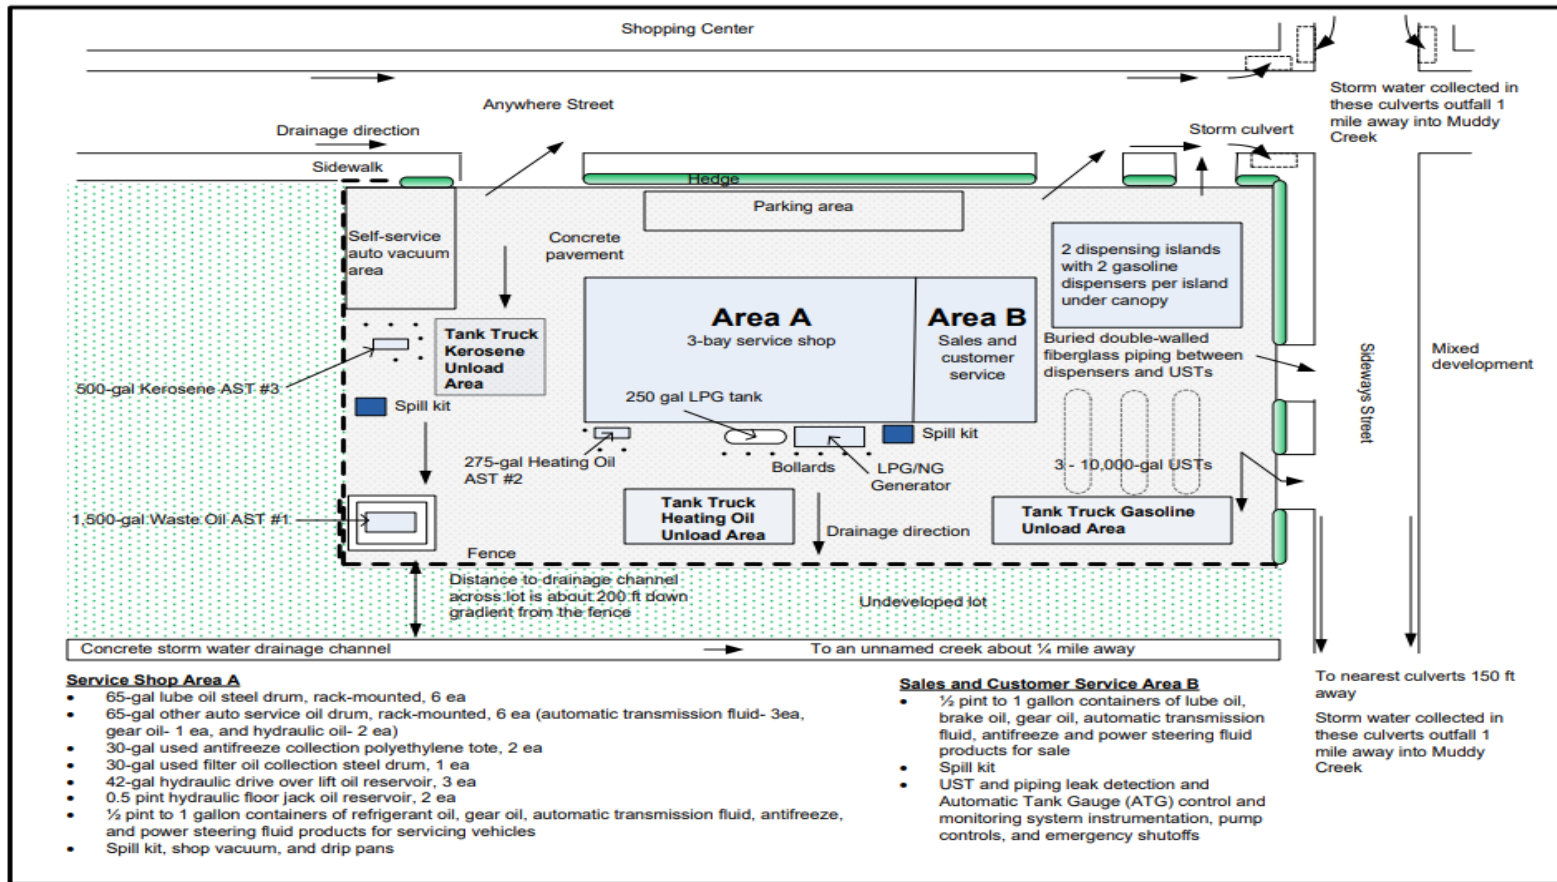 Shopping Center
Storm water collected in
these culverts outfall 1
mile away into Muddy
Creek
Anywhere Street
Drainage direction
Storm culvert
Sidewalk
Hedge
Parking area
Self-service
auto vacuum
area
Concrete
pavement
2 dispensing islands
with 2 gasoline
dispensers per island
under canopy
Area A
3-bay service shop
Area B
Sales and
customer
service
Tank Truck
Kerosene
Unload
Area
Buried double-walled
fiberglass piping between
dispensers and USTs
Sideways Street
Mixed
development
500-gal Kerosene AST #3
Spill kit
250 gal LPG tank
Spill kit
275-gal Heating Oil
AST #2
Bollards
LPG/NG
Generator
3 - 10,000-gal USTs
1,500-gal Waste Oil AST #1
Tank Truck
Heating Oil
Unload Area
Drainage direction
Tank Truck Gasoline
Unload Area
Fence
Distance to drainage channel
across lot is about 200 ft down
gradient from the fence
Undeveloped lot
Concrete storm water drainage channel
To an unnamed creek about ¼ mile away
Service Shop Area A
• 65-gal lube oil steel drum, rack-mounted, 6 ea
• 65-gal other auto service oil drum, rack-mounted, 6 ea (automatic transmission fluid- 3ea,
gear oil- 1 ea, and hydraulic oil- 2 ea)
• 30-gal used antifreeze collection polyethylene tote, 2 ea
• 30-gal used filter oil collection steel drum, 1 ea
• 42-gal hydraulic drive over lift oil reservoir, 3 ea
• 0.5 pint hydraulic floor jack oil reservoir, 2 ea
• ½ pint to 1 gallon containers of refrigerant oil, gear oil, automatic transmission fluid, antifreeze,
and power steering fluid products for servicing vehicles
• Spill kit, shop vacuum, and drip pans
Sales and Customer Service Area B
• ½ pint to 1 gallon containers of lube oil,
brake oil, gear oil, automatic transmission
fluid, antifreeze and power steering fluid
products for sale
• Spill kit
• UST and piping leak detection and
Automatic Tank Gauge (ATG) control and
monitoring system instrumentation, pump
controls, and emergency shutoffs
To nearest culverts 150 ft
away
Storm water collected in
these culverts outfall 1
mile away into Muddy
Creek